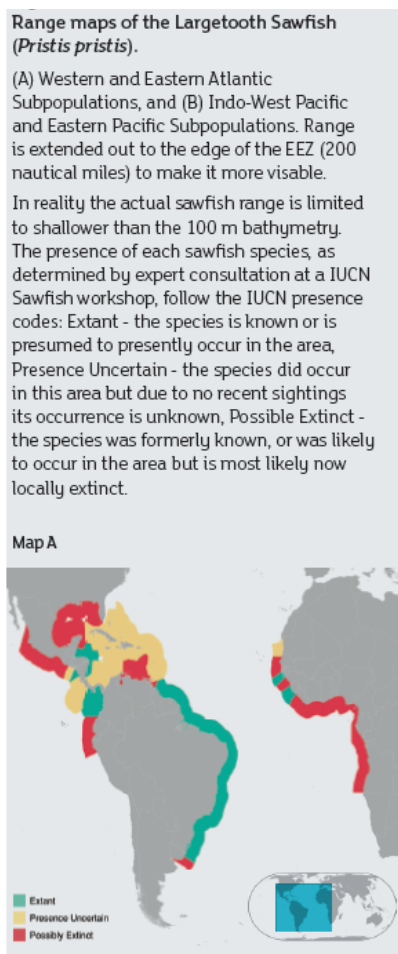 Range maps of the Largetooth Sawfish
(Pristis pristis).
(A) Western and Eastern Atlantic
Subpopulations, and (B) Indo-West Pacific
and Eastern Pacific Subpopulations. Range
is extended out to the edge of the EEZ (200
nautical miles) to make it more visable.
In reality the actual sawfish range is limited
to shallower than the 100 m bathymetry.
The presence of each sawfish species, as
determined by expert consultation at a IUCN
Sawfish workshop, follow the IUCN presence
codes: Extant - the species is known or is
presumed to presently occur in the area,
Presence Uncertain - the species did occur
in this area but due to no recent sightings
its occurrence is unknown, Possible Extinct -
the species was formerly known, or was likely
to occur in the area but is most likely now
locally extinct.
Map A
Extant
Presence Uncertain
Possibly Extinct